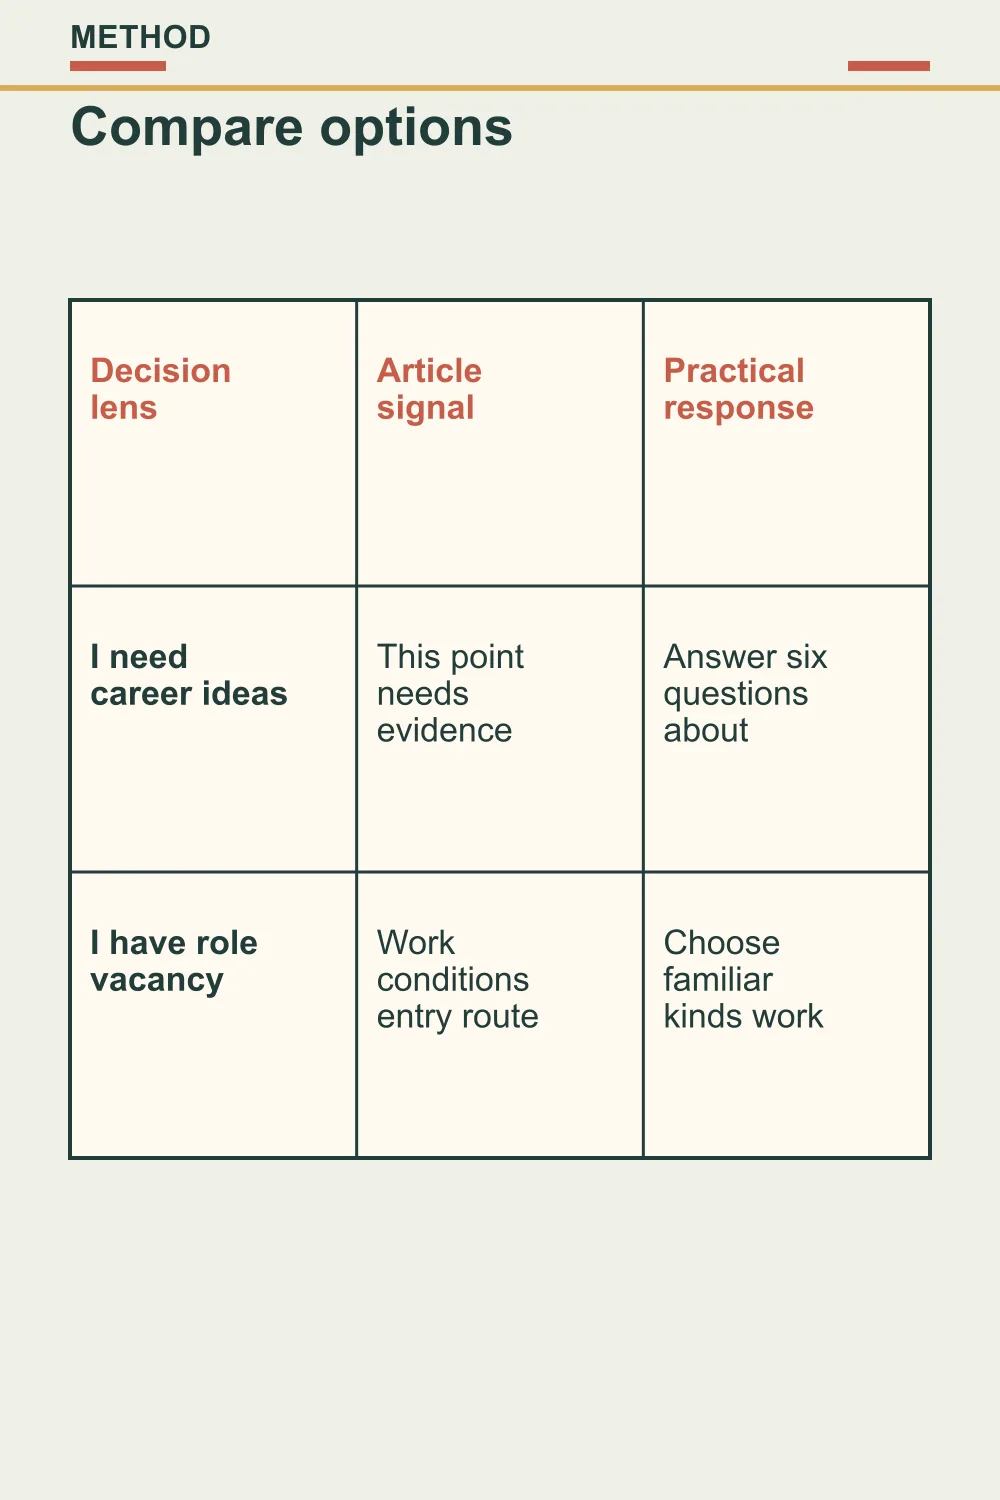 METHOD
Compare options
Decision
lens
Article
signal
Practical
response
I need
career ideas
This point
needs
evidence
Answer six
questions
about
I have role
vacancy
Work
conditions
entry route
Choose
familiar
kinds work